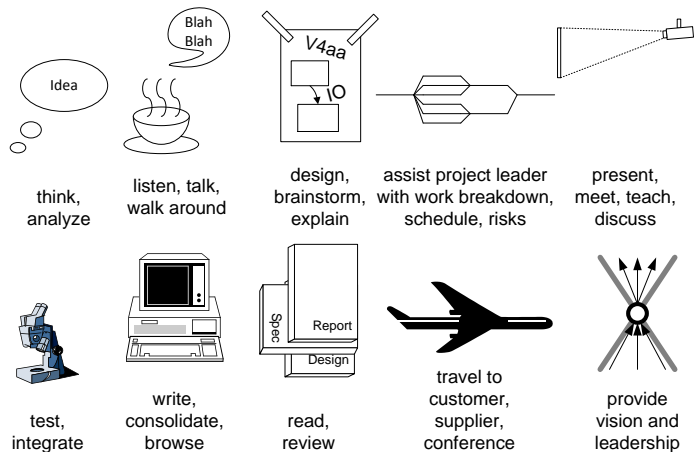 Blah
Blah
Idea
V4aa
IO
think,
analyze
listen, talk,
walk around
design,
brainstorm,
explain
assist project leader
with work breakdown,
schedule, risks
present,
meet, teach,
discuss
Spec
Report
Design
test,
integrate
write,
consolidate,
browse
read,
review
travel to
customer,
supplier,
conference
provide
vision and
leadership